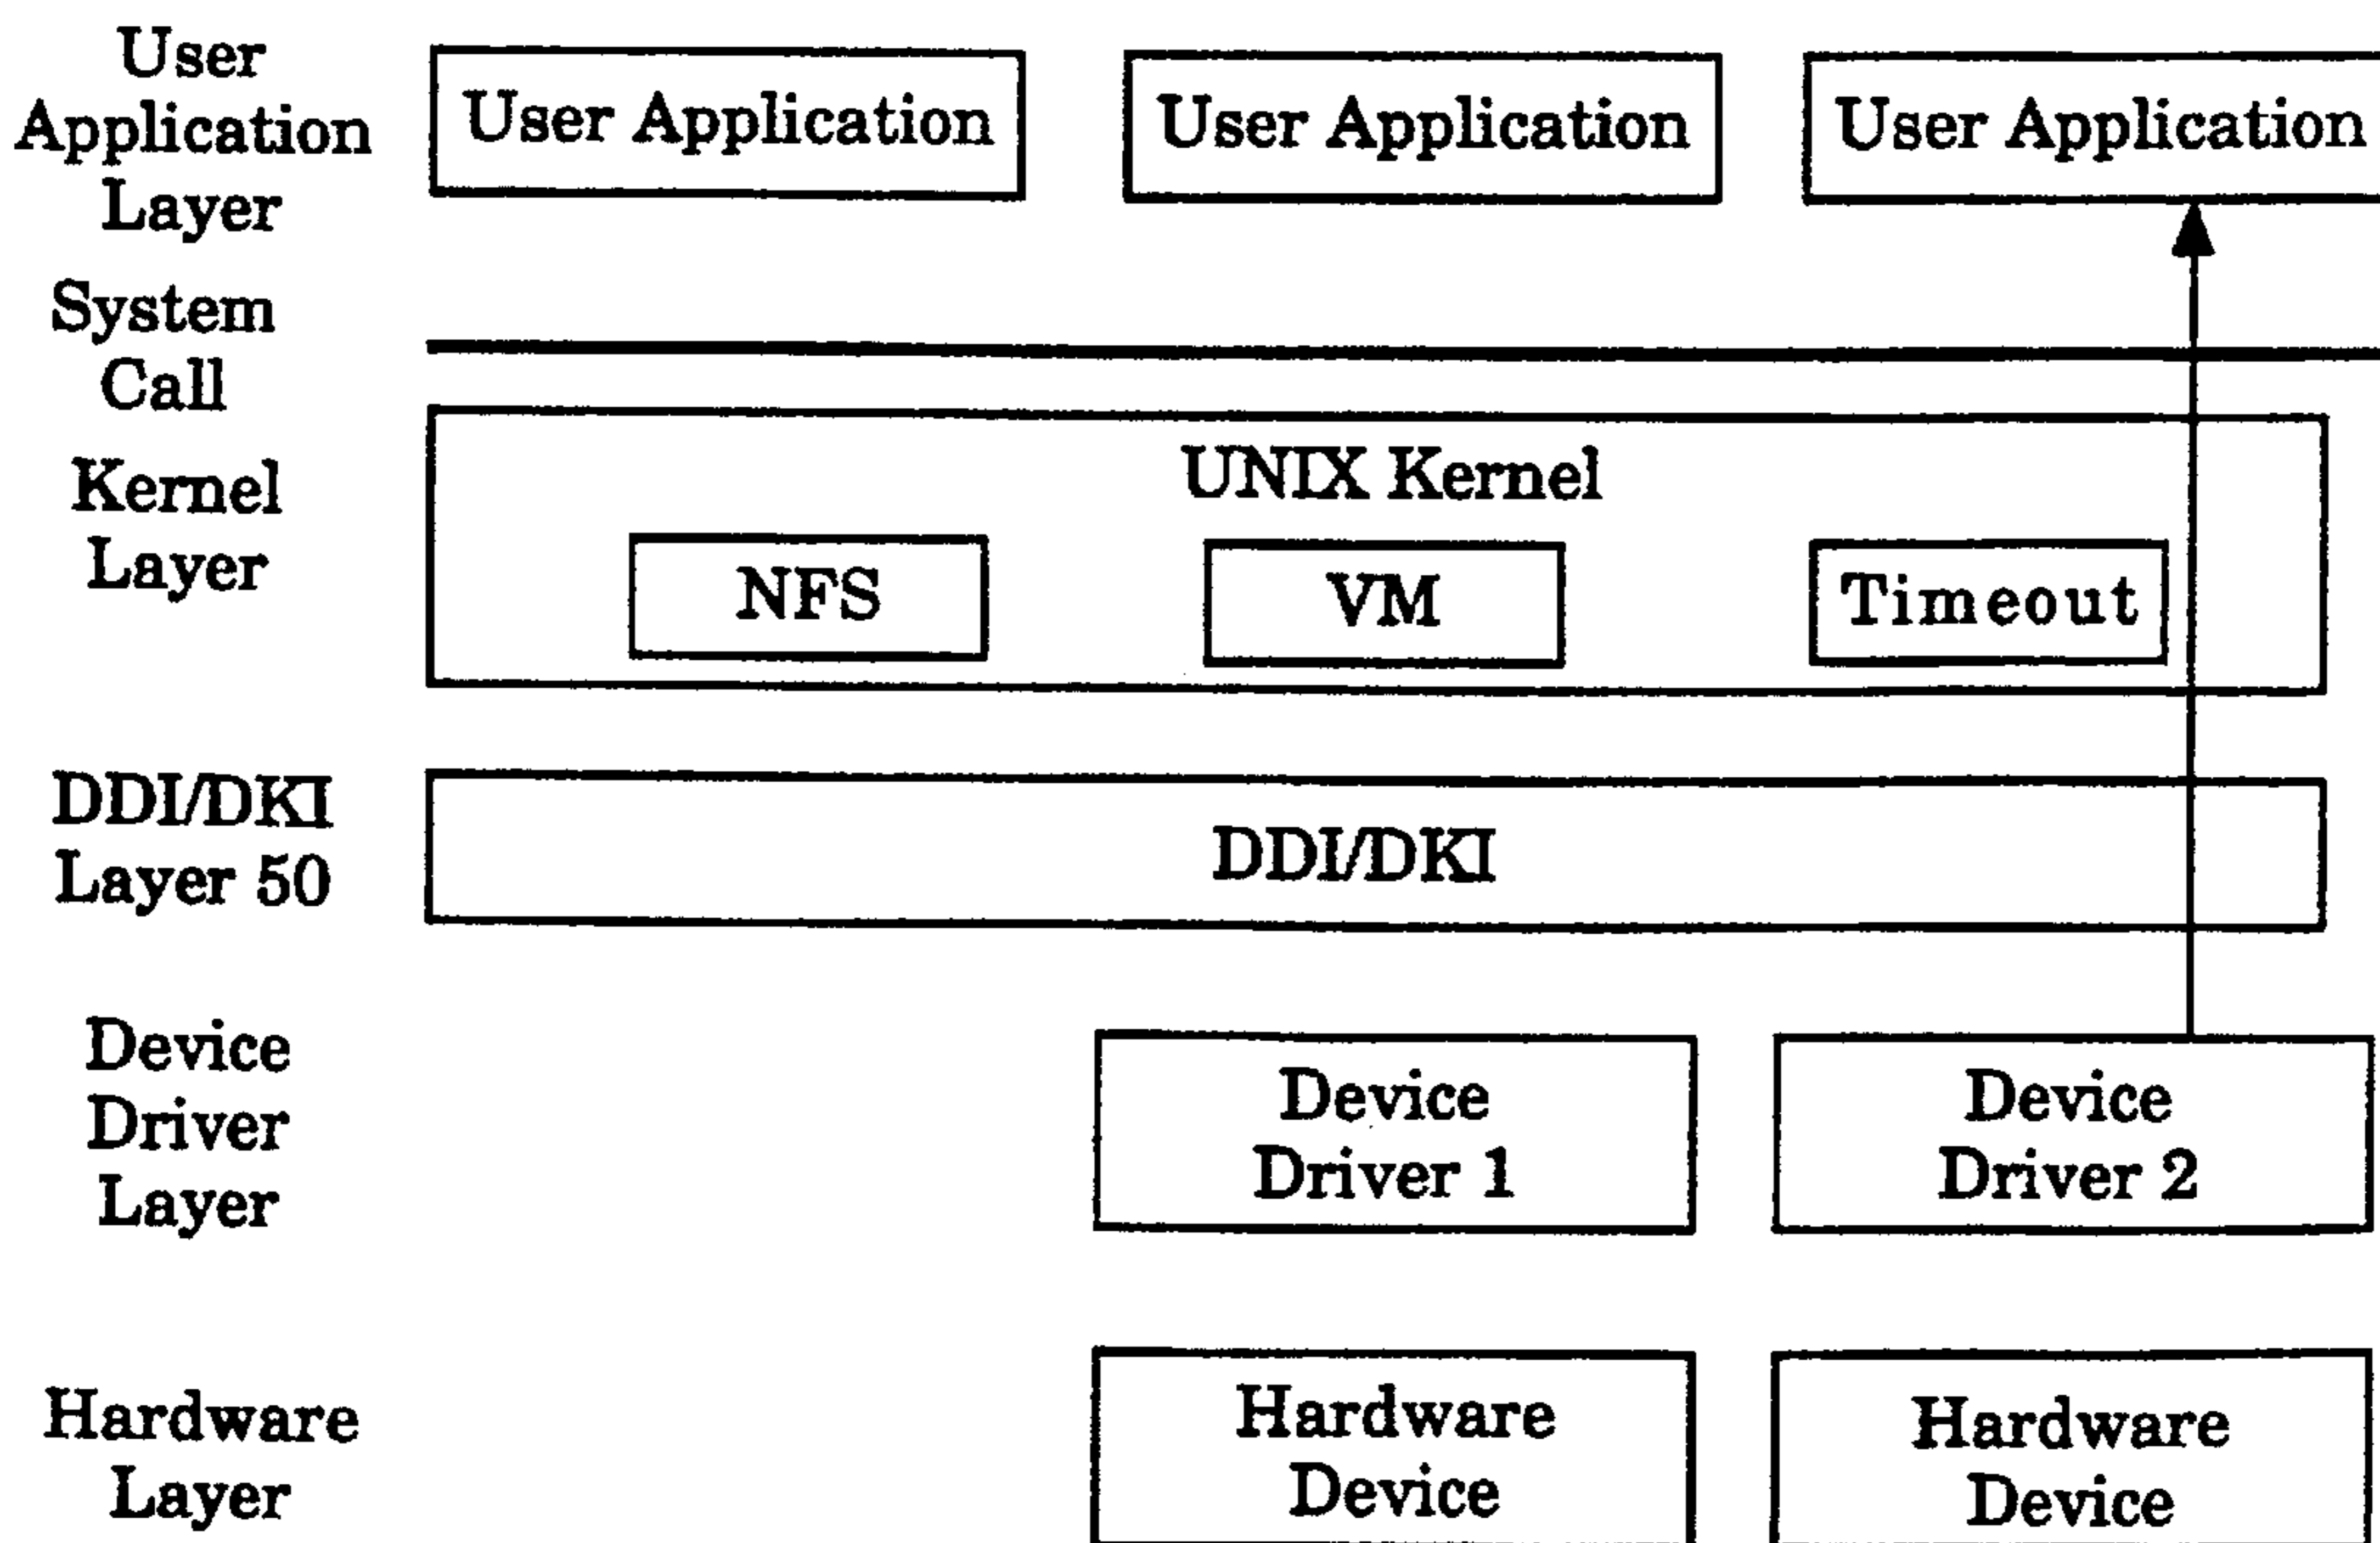 User
Application
Layer
User Application
User Application
User Application
System
Call
Kernel
Layer
UNIX Kernel
NFS
VM
Timeout
DDI/DKI
Layer 50
DDI/DKI
Device
Driver
Layer
Device
Driver 1
Device
Driver 2
Hardware
Layer
Hardware
Device
Hardware
Device